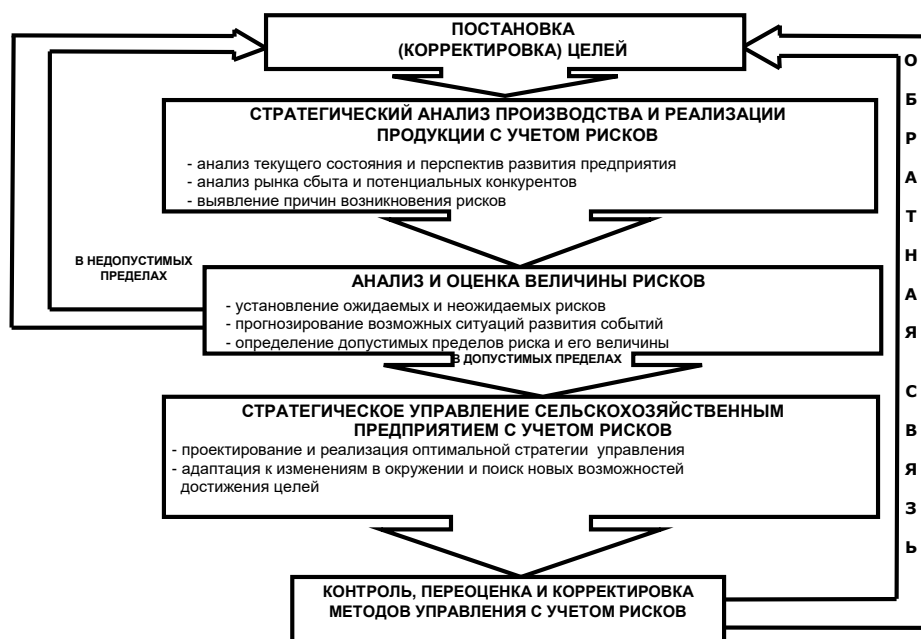 ПОСТАНОВКА
(КОРРЕКТИРОВКА) ЦЕЛЕЙ
СТРАТЕГИЧЕСКИЙ АНАЛИЗ ПРОИЗВОДСТВА И РЕАЛИЗАЦИИ
ПРОДУКЦИИ С УЧЕТОМ РИСКОВ
- анализ текущего состояния и перспектив развития предприятия
- анализ рынка сбыта и потенциальных конкурентов
- выявление причин возникновения рисков
В НЕДОПУСТИМЫХ
ПРЕДЕЛАХ
АНАЛИЗ И ОЦЕНКА ВЕЛИЧИНЫ РИСКОВ
- установление ожидаемых и неожидаемых рисков
- прогнозирование возможных ситуаций развития событий
- определение допустимых пределов риска и его величины
В ДОПУСТИМЫХ ПРЕДЕЛАХ
СТРАТЕГИЧЕСКОЕ УПРАВЛЕНИЕ СЕЛЬСКОХОЗЯЙСТВЕННЫМ
ПРЕДПРИЯТИЕМ С УЧЕТОМ РИСКОВ
- проектирование и реализация оптимальной стратегии управления
- адаптация к изменениям в окружении и поиск новых возможностей
достижения целей
КОНТРОЛЬ, ПЕРЕОЦЕНКА И КОРРЕКТИРОВКА
МЕТОДОВ УПРАВЛЕНИЯ С УЧЕТОМ РИСКОВ
ОБРАТНАЯ СВЯЗЬ